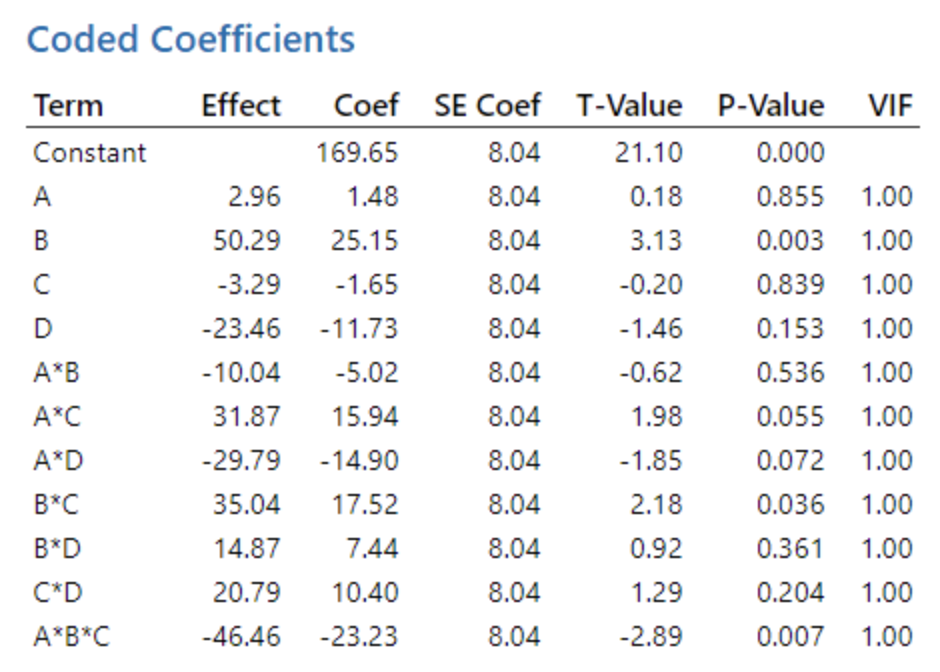 Coded Coefficients
Term Effect Coef SE Coef T-Value P-Value VIF
Constant 169.65 8.04 21.10 0.000
A 2.96 1.48 8.04 0.18 0.855 1.00
B 50.29 25.15 8.04 3.13 0.003 1.00
C -3.29 -1.65 8.04 -0.20 0.839 1.00
D -23.46 -11.73 8.04 -1.46 0.153 1.00
A*B -10.04 -5.02 8.04 -0.62 0.536 1.00
A*C 31.87 15.94 8.04 1.98 0.055 1.00
A*D -29.79 -14.90 8.04 -1.85 0.072 1.00
B*C 35.04 17.52 8.04 2.18 0.036 1.00
B*D 14.87 7.44 8.04 0.92 0.361 1.00
C*D 20.79 10.40 8.04 1.29 0.204 1.00
A*B*C -46.46 -23.23 8.04 -2.89 0.007 1.00